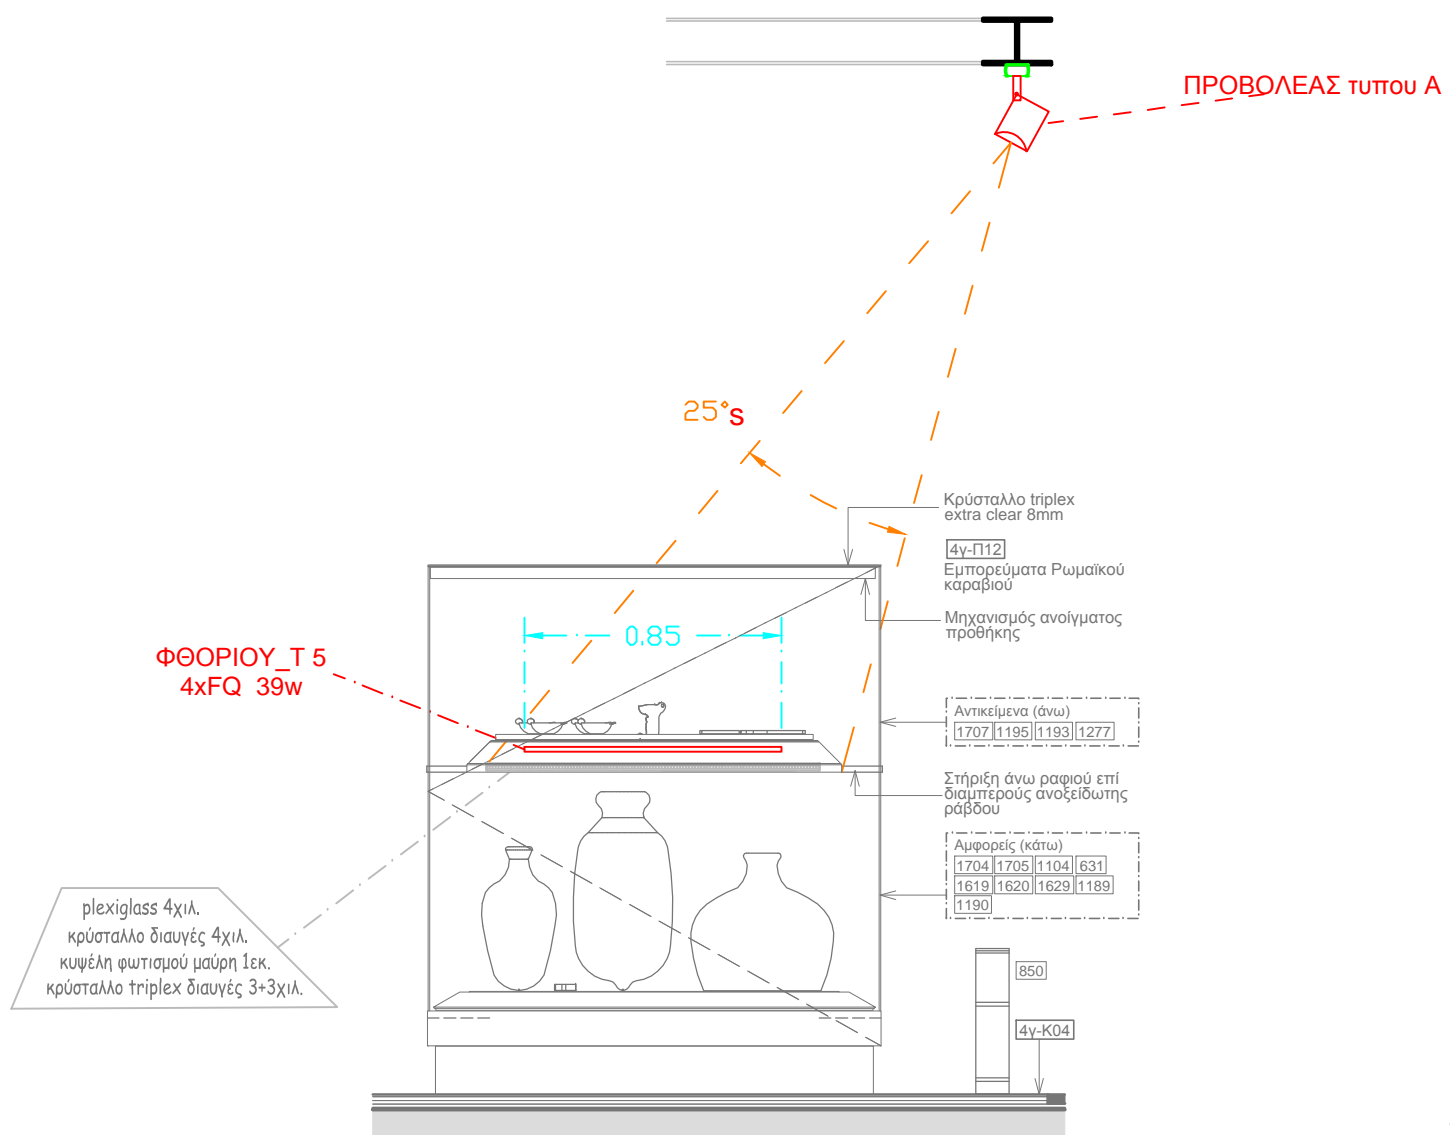 ΠΡΟΒΟΛΕΑΣ τυπου Α
25°s
Κρύσταλλο triplex
extra clear 8mm
4γ-Π12
Εμπορεύματα Ρωμαϊκού
καραβιού
Μηχανισμός ανοίγματος
προθήκης
0.85
ΦΘΟΡΙΟΥ_Τ 5
4xFQ 39w
Αντικείμενα (άνω)
1707 1195 1193 1277
Στήριξη άνω ραφιού επί
διαμπερούς ανοξείδωτης
ράβδου
Αμφορείς (κάτω)
1704 1705 1104 631
1619 1620 1629 1189
1190
plexiglass 4χιλ.
κρύσταλλο διαυγές 4χιλ.
κυψέλη φωτισμού μαύρη 1εκ.
κρύσταλλο triplex διαυγές 3+3χιλ.
850
4γ-Κ04